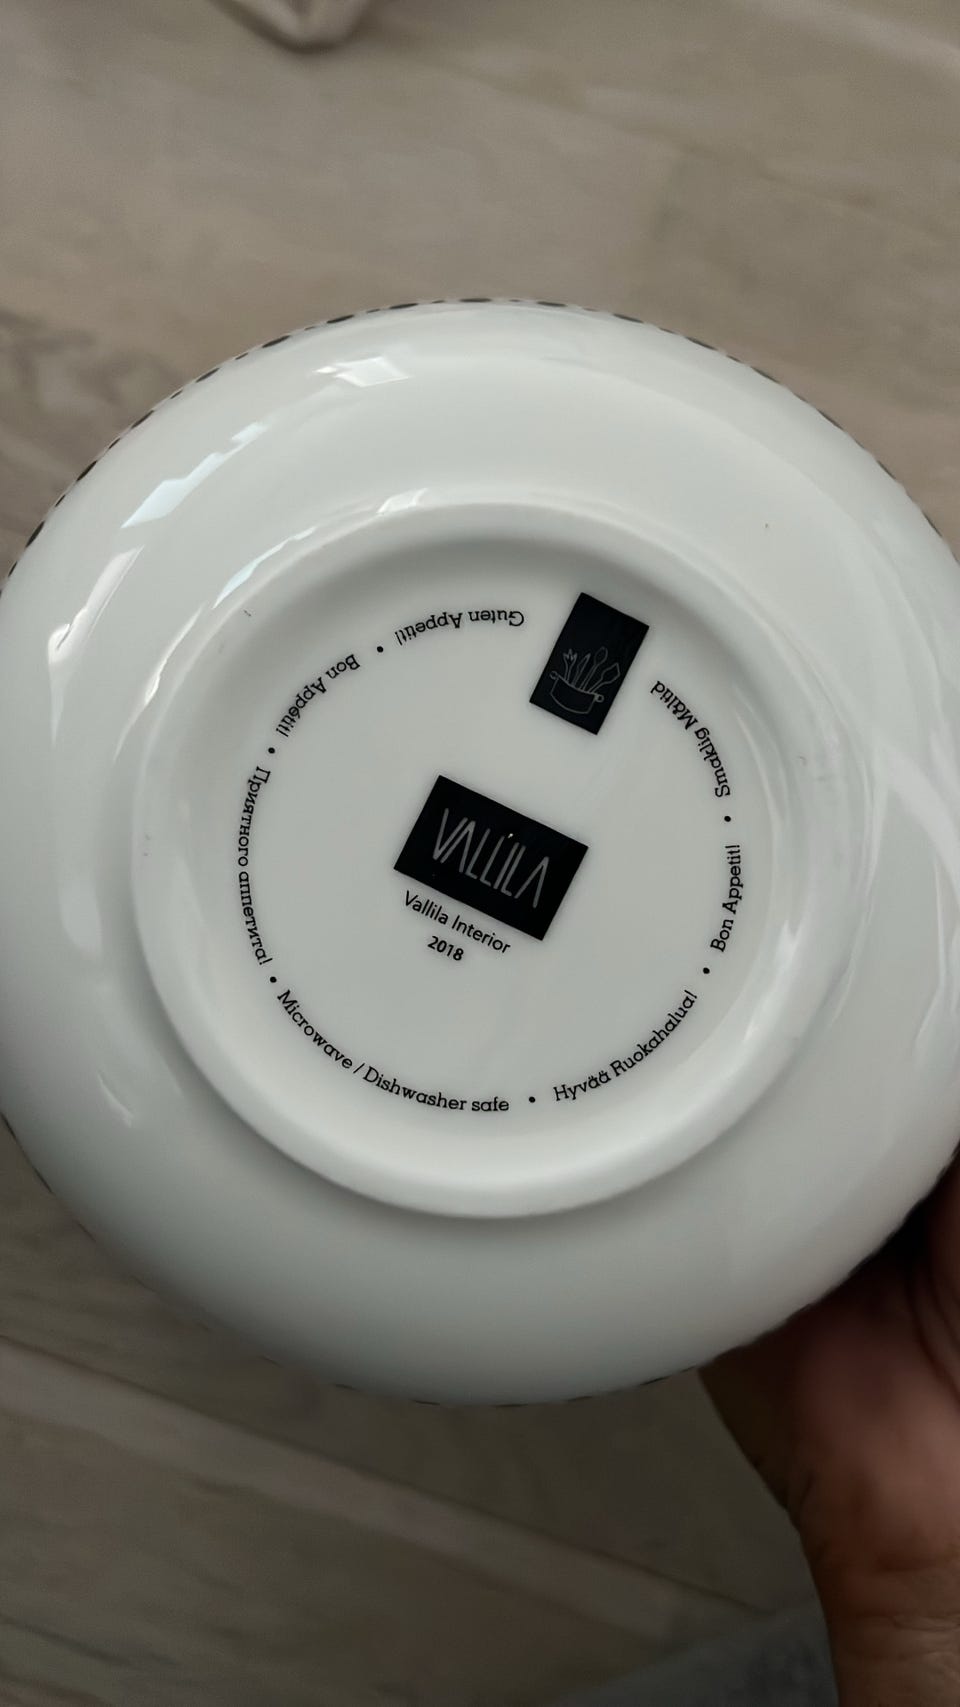 VALLILA
Vallila Interior
2018
Smaklig Måltid • Bon Appetit! • Hyvää Ruokahalua! • Microwave / Dishwasher safe • Приятного аппетита! • Bon Appétit! • Guten Appetit!